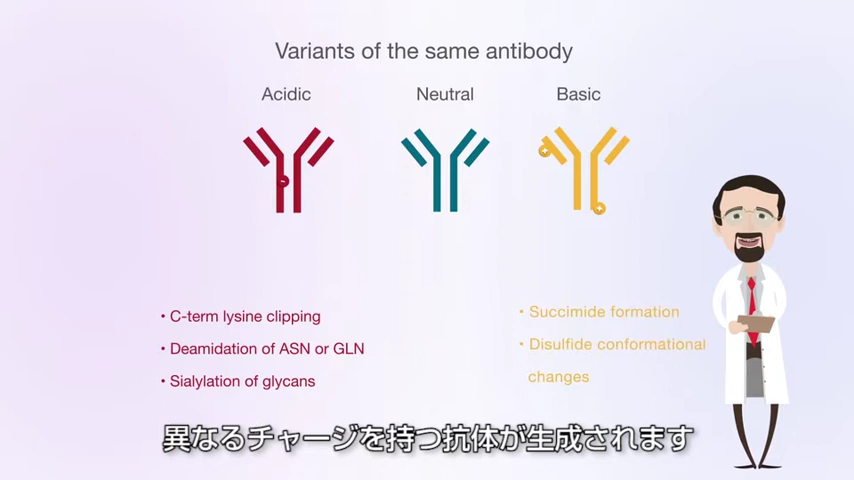 Variants of the same antibody
Acidic
Neutral
Basic
-
+
+
• C-term lysine clipping
• Deamidation of ASN or GLN
• Sialylation of glycans
• Succimide formation
• Disulfide conformational
changes
異なるチャージを持つ抗体が生成されます